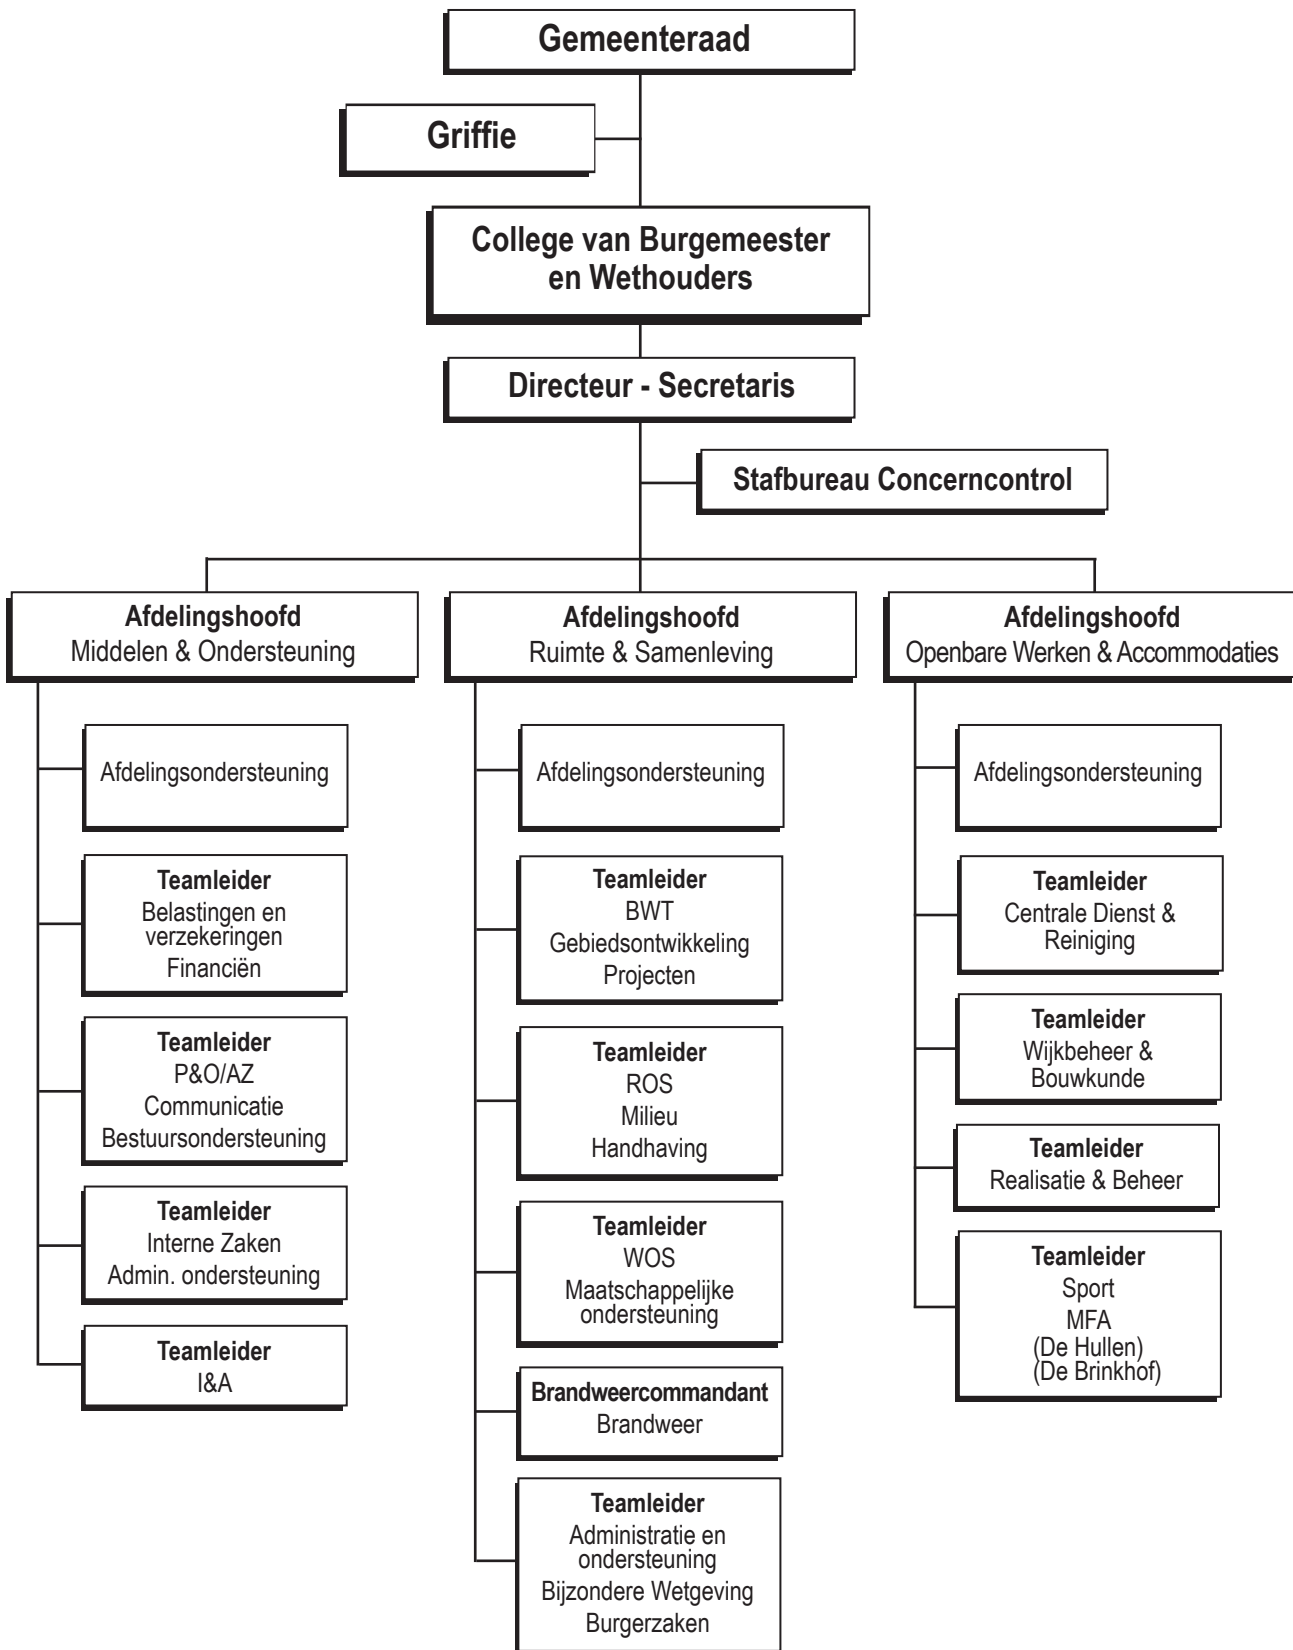 Gemeenteraad
Griffie
College van Burgemeester
en Wethouders
Directeur - Secretaris
Stafbureau Concerncontrol
Afdelingshoofd
Middelen & Ondersteuning
Afdelingsondersteuning
Teamleider
Belastingen en
verzekeringen
Financiën
Teamleider
P&O/AZ
Communicatie
Bestuursondersteuning
Teamleider
Interne Zaken
Admin. ondersteuning
Teamleider
I&A
Afdelingshoofd
Ruimte & Samenleving
Afdelingsondersteuning
Teamleider
BWT
Gebiedsontwikkeling
Projecten
Teamleider
ROS
Milieu
Handhaving
Teamleider
WOS
Maatschappelijke
ondersteuning
Brandweercommandant
Brandweer
Teamleider
Administratie en
ondersteuning
Bijzondere Wetgeving
Burgerzaken
Afdelingshoofd
Openbare Werken & Accommodaties
Afdelingsondersteuning
Teamleider
Centrale Dienst &
Reiniging
Teamleider
Wijkbeheer &
Bouwkunde
Teamleider
Realisatie & Beheer
Teamleider
Sport
MFA
(De Hullen)
(De Brinkhof)